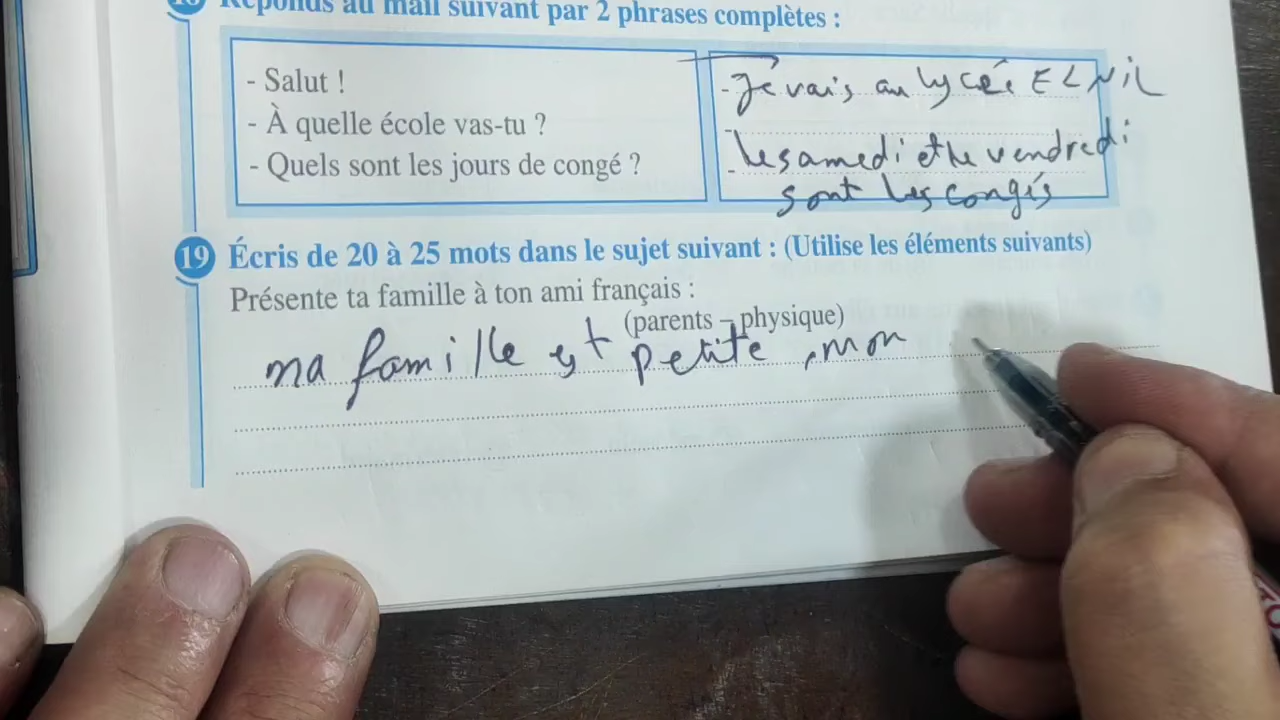 Réponds au mail suivant par 2 phrases complètes :
- Salut !
- À quelle école vas-tu ?
- Quels sont les jours de congé ?
- Je vais au lycée EL NiL
- le samedi et le vendredi
sont les congés
19 Écris de 20 à 25 mots dans le sujet suivant : (Utilise les éléments suivants)
Présente ta famille à ton ami français :
(parents – physique)
ma famille est petite, mon